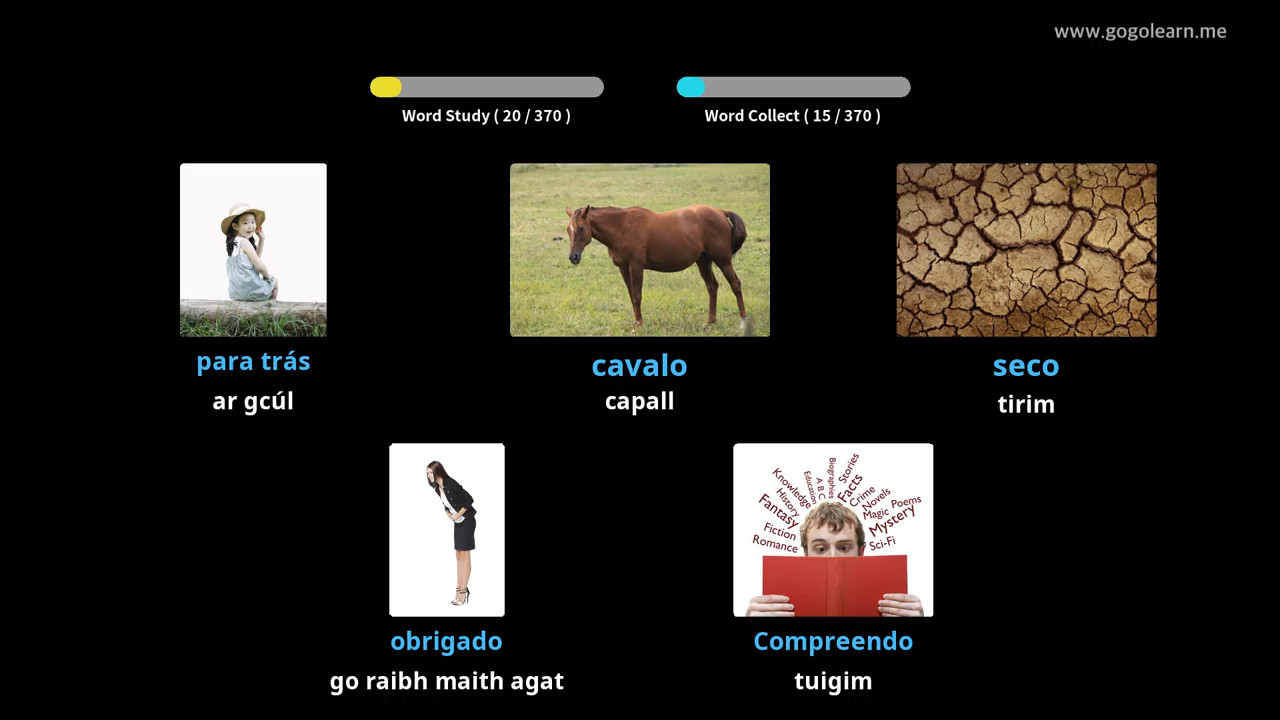 www.gogolearn.me
Word Study ( 20 / 370 )
Word Collect ( 15 / 370 )
para trás
ar gcúl
cavalo
capall
seco
tirim
Knowledge
Education
A B C
Biographies
Stories
Facts
Crime
Novels
History
Magic
Poems
Fantasy
Mystery
Fiction
Romance
Sci-Fi
obrigado
go raibh maith agat
Compreendo
tuigim